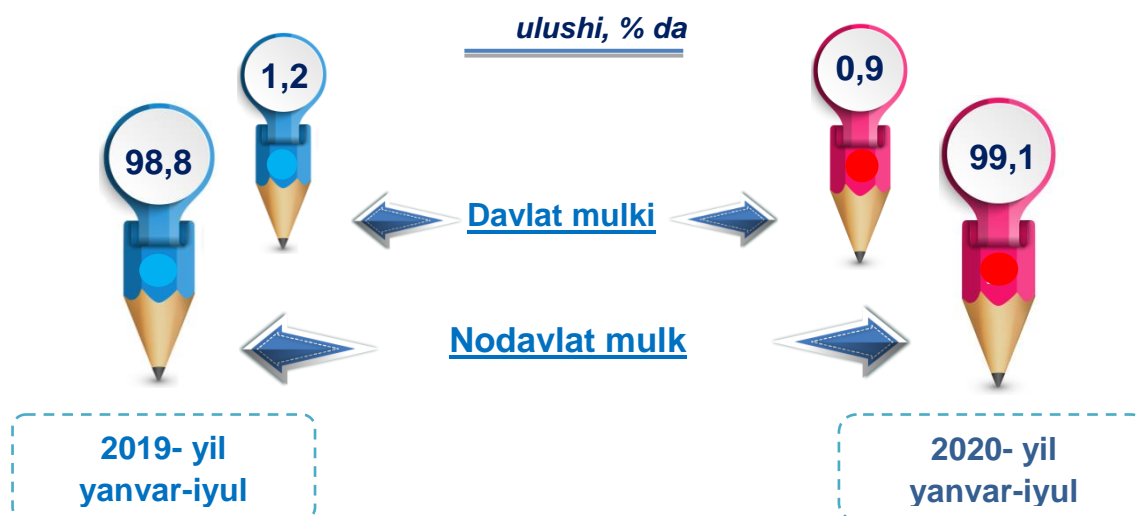 ulushi, % da
1,2
0,9
98,8
99,1
Davlat mulki
Nodavlat mulk
2019- yil
yanvar-iyul
2020- yil
yanvar-iyul